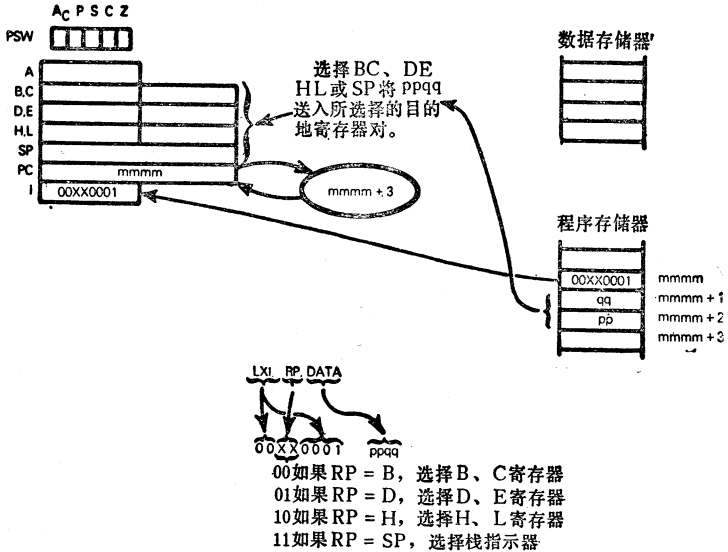 Ac P S C Z
PSW
A
B.C
D.E
H.L
SP
PC mmmm
I 00XX0001
选择BC、DE
HL或SP将ppqq
送入所选择的目的
地寄存器对。
mmmm + 3
数据存储器
程序存储器
00XX0001 mmmm
qq mmmm + 1
pp mmmm + 2
mmmm + 3
LXI RP, DATA
00XX0001 ppqq
00如果RP = B，选择B、C寄存器
01如果RP = D，选择D、E寄存器
10如果RP = H，选择H、L寄存器
11如果RP = SP，选择栈指示器